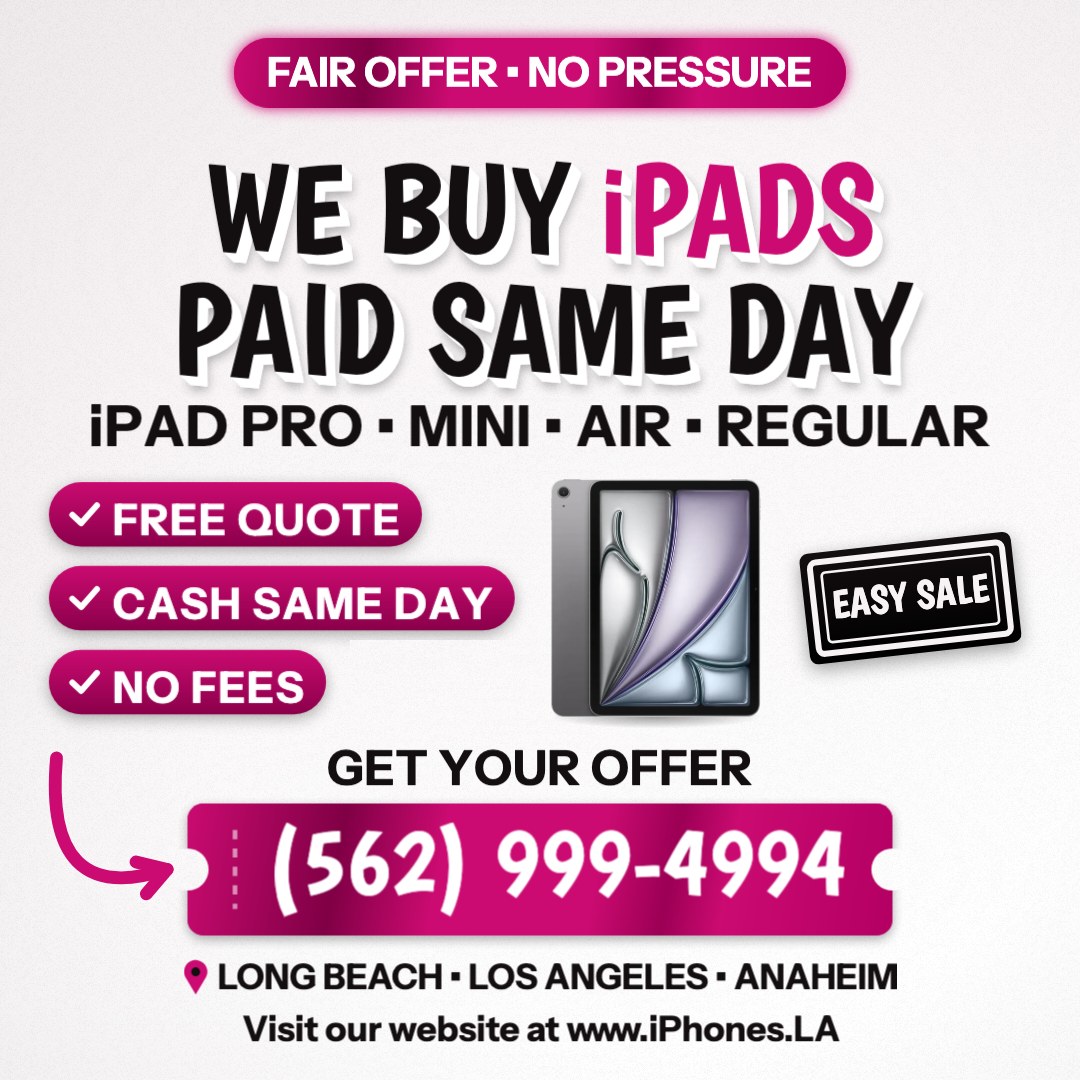 FAIR OFFER ▪ NO PRESSURE
WE BUY iPADS
PAID SAME DAY
iPAD PRO ▪ MINI ▪ AIR ▪ REGULAR
FREE QUOTE
CASH SAME DAY
NO FEES
EASY SALE
GET YOUR OFFER
(562) 999-4994
LONG BEACH ▪ LOS ANGELES ▪ ANAHEIM
Visit our website at www.iPhones.LA